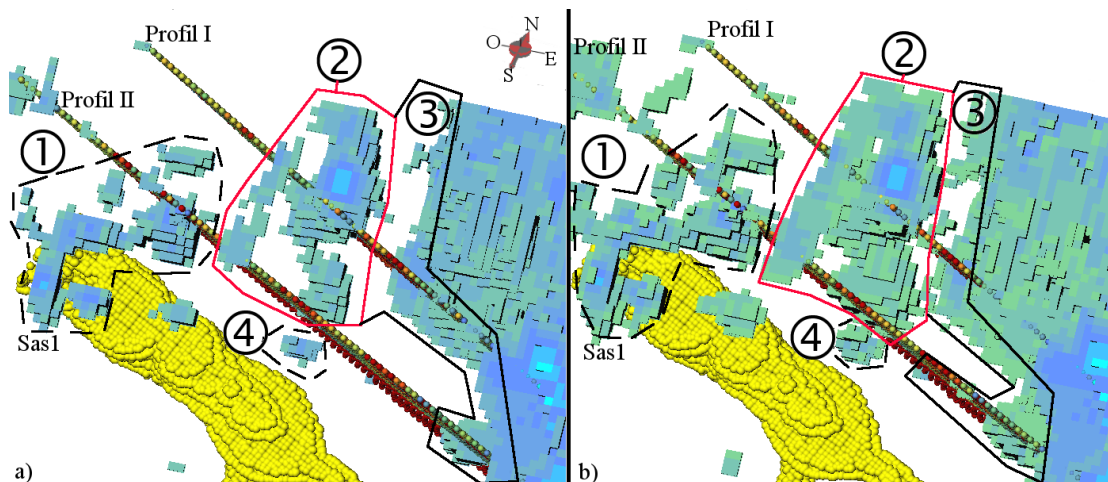 Profil I
Profil II
①
②
③
④
Sas1
N
O
E
S
a)
Profil II
Profil I
①
②
③
④
Sas1
b)